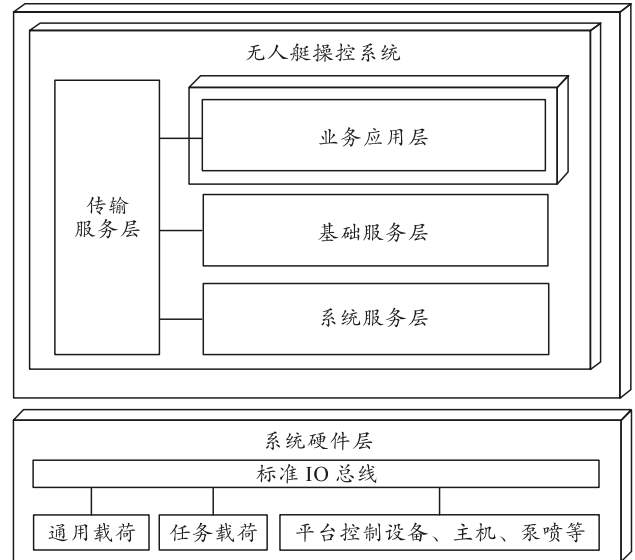 无人艇操控系统
业务应用层
传输
服务层
基础服务层
系统服务层
系统硬件层
标准 IO 总线
通用载荷
任务载荷
平台控制设备、主机、泵喷等